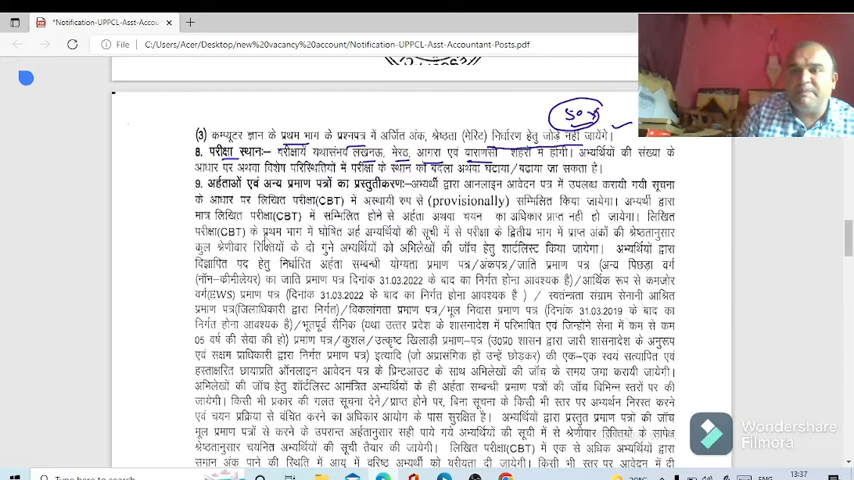 *Notification-UPPCL-Asst-Accoun
File
C:/Users/Acer/Desktop/new%20vacancy%20account/Notification-UPPCL-Asst-Accountant-Posts.pdf
(3) कम्प्यूटर ज्ञान के प्रथम भाग के प्रश्नपत्र में अर्जित अंक, श्रेष्ठता (मेरिट) निर्धारण हेतु जोड़े नहीं जायेंगे।
8. परीक्षा स्थानः- परीक्षायें यथासंभव लखनऊ, मेरठ, आगरा एवं वाराणसी शहरों में होंगी। अभ्यर्थियों की संख्या के
आधार पर अथवा विशेष परिस्थितियों में परीक्षा के स्थान को बदला अथवा घटाया/बढ़ाया जा सकता है।
9. अर्हताओं एवं अन्य प्रमाण पत्रों का प्रस्तुतीकरणः-अभ्यर्थी द्वारा आनलाइन आवेदन पत्र में उपलब्ध करायी गयी सूचना
के आधार पर लिखित परीक्षा(CBT) में अस्थायी रुप से (provisionally) सम्मिलित किया जायेगा। अभ्यर्थी द्वारा
मात्र लिखित परीक्षा(CBT) में सम्मिलित होने से अर्हता अथवा चयन का अधिकार प्राप्त नही हो जायेगा। लिखित
परीक्षा(CBT) के प्रथम भाग में घोषित अर्ह अभ्यर्थियों की सूची में से परीक्षा के द्वितीय भाग में प्राप्त अंकों की श्रेष्ठतानुसार
कुल श्रेणीवार रिक्तियों के दो गुने अभ्यर्थियों को अभिलेखों की जाँच हेतु शार्टलिस्ट किया जायेगा। अभ्यर्थियों द्वारा
विज्ञापित पद हेतु निर्धारित अर्हता सम्बन्धी योग्यता प्रमाण पत्र/अंकपत्र/जाति प्रमाण पत्र (अन्य पिछड़ा वर्ग
(नॉन-क्रीमीलेयर) का जाति प्रमाण पत्र दिनांक 31.03.2022 के बाद का निर्गत होना आवश्यक है)/आर्थिक रूप से कमजोर
वर्ग(EWS) प्रमाण पत्र (दिनांक 31.03.2022 के बाद का निर्गत होना आवश्यक है ) / स्वतंत्रता संग्राम सेनानी आश्रित
प्रमाण पत्र(जिलाधिकारी द्वारा निर्गत)/विकलांगता प्रमाण पत्र/मूल निवास प्रमाण पत्र (दिनांक 31.03.2019 के बाद का
निर्गत होना आवश्यक है)/भूतपूर्व सैनिक (यथा उत्तर प्रदेश के शासनादेश में परिभाषित एवं जिन्होंने सेना में कम से कम
05 वर्ष की सेवा की हो) प्रमाण पत्र/कुशल/उत्कृष्ट खिलाड़ी प्रमाण-पत्र (उ0प्र0 शासन द्वारा जारी शासनादेश के अनुरूप
एवं सक्षम प्राधिकारी द्वारा निर्गत प्रमाण पत्र) इत्यादि (जो अप्रासंगिक हो उन्हें छोड़कर) की एक-एक स्वयं सत्यापित एवं
हस्ताक्षरित छायाप्रति ऑनलाइन आवेदन पत्र के प्रिन्टआउट के साथ अभिलेखों की जाँच के समय जमा करायी जायेगी।
अभिलेखों की जाँच हेतु शॉर्टलिस्ट आमंत्रित अभ्यर्थियों के ही अर्हता सम्बन्धी प्रमाण पत्रों की जाँच विभिन्न स्तरों पर की
जायेगी। किसी भी प्रकार की गलत सूचना देने/प्राप्त होने पर, बिना सूचना के किसी भी स्तर पर अभ्यर्थन निरस्त करने
एवं चयन प्रक्रिया से वंचित करने का अधिकार आयोग के पास सुरक्षित है। अभ्यर्थियों द्वारा प्रस्तुत प्रमाण पत्रों की जाँच
मूल प्रमाण पत्रों से करने के उपरान्त अर्हतानुसार सही पाये गये अभ्यर्थियों की सूची में से श्रेणीवार रिक्तियों के सापेक्ष
श्रेष्ठतानुसार चयनित अभ्यर्थियों की सूची तैयार की जायेगी। लिखित परीक्षा(CBT) में एक से अधिक अभ्यर्थियों द्वारा
समान अंक पाने की स्थिति में आयु में वरिष्ठ अभ्यर्थी को वरीयता दी जायेगी। किसी भी स्तर पर आवेदन में दी
Wondershare
Filmora
Type here to search
ENG
13:37